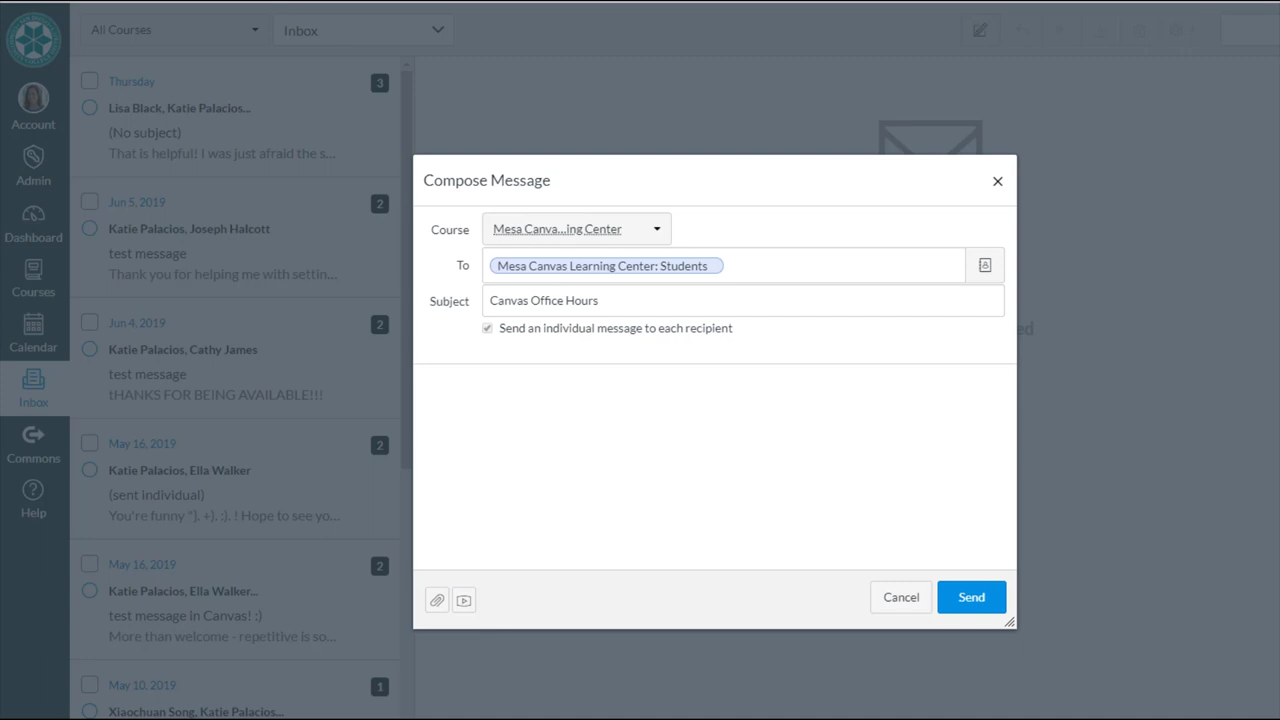 All Courses
Inbox
Account
Admin
Dashboard
Courses
Calendar
Inbox
Commons
Help
Thursday
3
Lisa Black, Katie Palacios...
(No subject)
That is helpful! I was just afraid the s...
Jun 5, 2019
2
Katie Palacios, Joseph Halcott
test message
Thank you for helping me with settin...
Jun 4, 2019
2
Katie Palacios, Cathy James
test message
tHANKS FOR BEING AVAILABLE!!!
May 16, 2019
2
Katie Palacios, Ella Walker
(sent individual)
You're funny "}. +}. :}. ! Hope to see yo...
May 16, 2019
2
Katie Palacios, Ella Walker...
test message in Canvas! :)
More than welcome - repetitive is so...
May 10, 2019
1
Xiaochuan Song, Katie Palacios...
Compose Message
Course
Mesa Canva...ing Center
To
Mesa Canvas Learning Center: Students
Subject
Canvas Office Hours
Send an individual message to each recipient
Cancel
Send